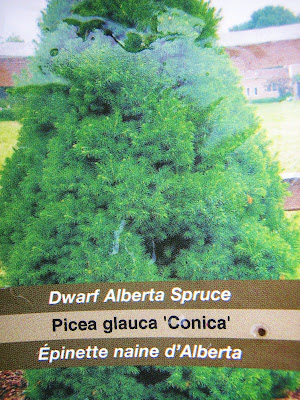 Dwarf Alberta Spruce
Picea glauca 'Conica'
Épinette naine d'Alberta